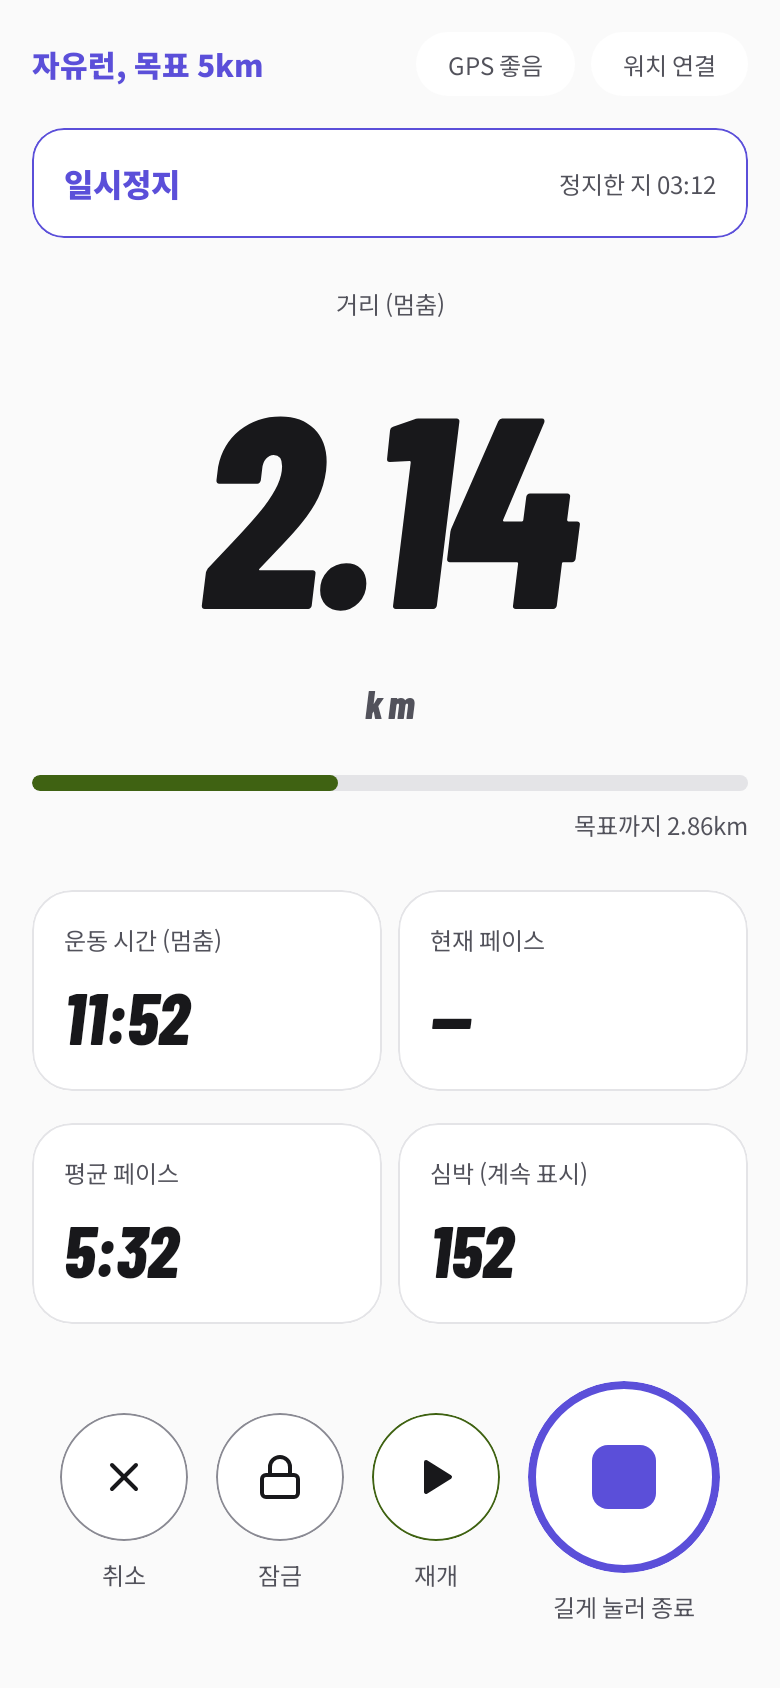 자유런, 목표 5km
GPS 좋음
워치 연결
일시정지
정지한 지 03:12
거리 (멈춤)
2.14
km
목표까지 2.86km
운동 시간 (멈춤)
11:52
현재 페이스
—
평균 페이스
5:32
심박 (계속 표시)
152
취소
잠금
재개
길게 눌러 종료